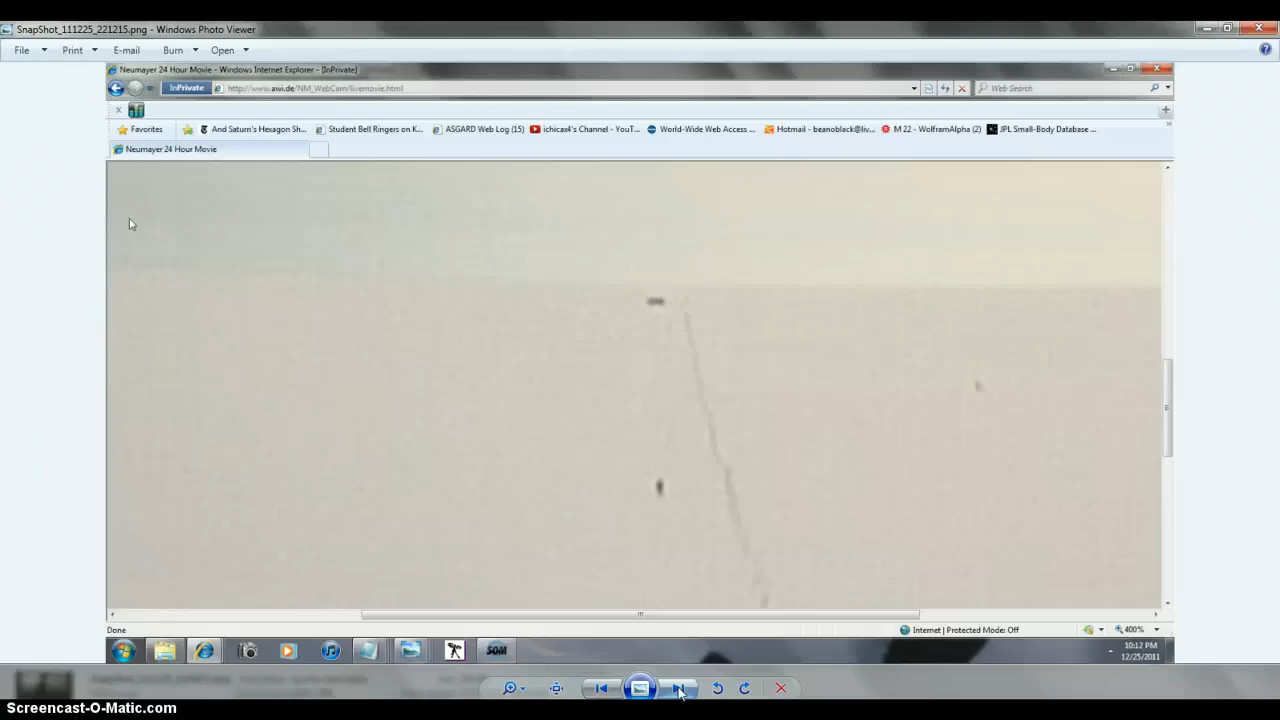 SnapShot_111225_221215.png - Windows Photo Viewer
File Print E-mail Burn Open
Neumayer 24 Hour Movie - Windows Internet Explorer - [InPrivate]
InPrivate http://www.awi.de/NM_WebCam/livemovie.html Web Search
Favorites And Saturn's Hexagon Sh... Student Bell Ringers on K... ASGARD Web Log (15) ichicax4's Channel - YouT... World-Wide Web Access ... Hotmail - beanoblack@liv... M 22 - WolframAlpha (2) JPL Small-Body Database ...
Neumayer 24 Hour Movie
Done Internet | Protected Mode: Off 400%
SOM 10:12 PM
12/25/2011
Screencast-O-Matic.com